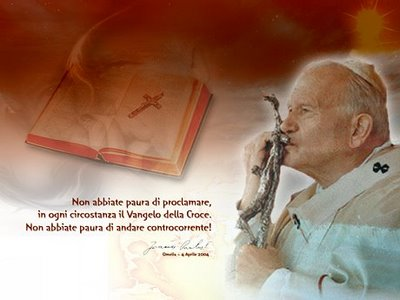 Non abbiate paura di proclamare,
in ogni circostanza il Vangelo della Croce.
Non abbiate paura di andare controcorrente!
Omelia - 4 Aprile 2004